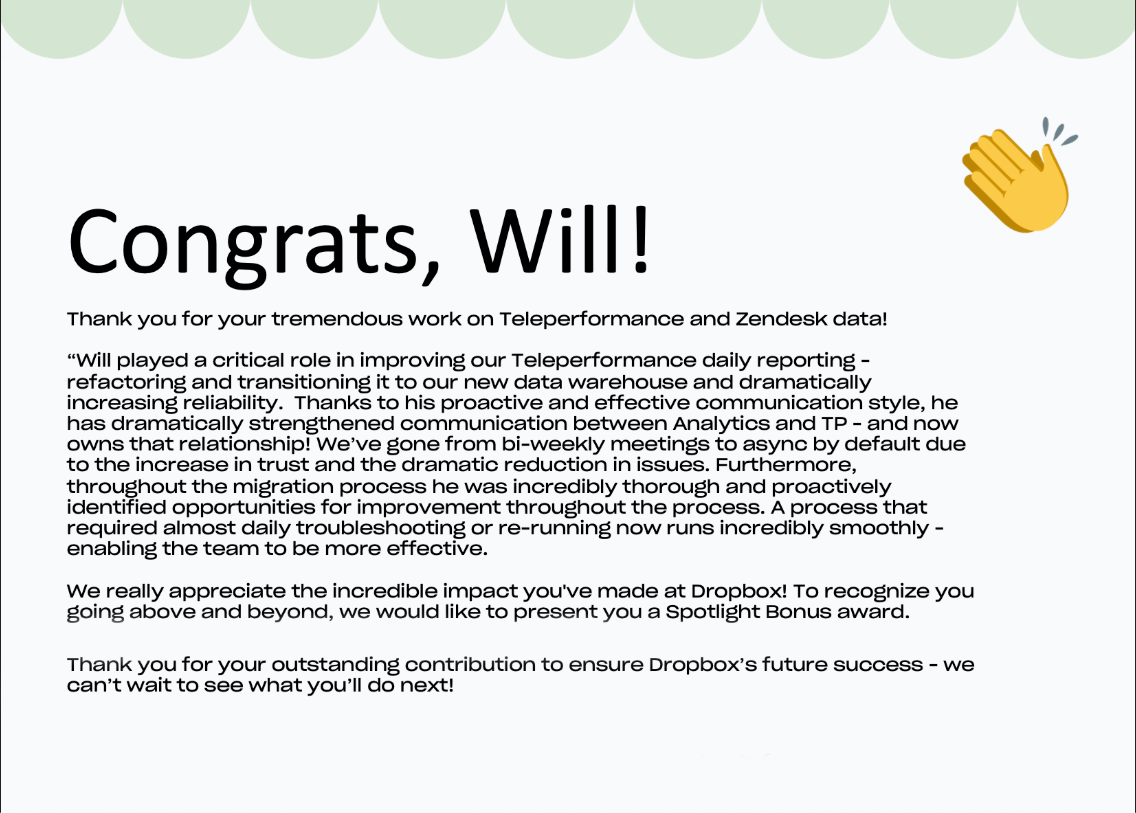 Congrats, Will!
Thank you for your tremendous work on Teleperformance and Zendesk data!
“Will played a critical role in improving our Teleperformance daily reporting -
refactoring and transitioning it to our new data warehouse and dramatically
increasing reliability.  Thanks to his proactive and effective communication style, he
has dramatically strengthened communication between Analytics and TP - and now
owns that relationship! We’ve gone from bi-weekly meetings to async by default due
to the increase in trust and the dramatic reduction in issues. Furthermore,
throughout the migration process he was incredibly thorough and proactively
identified opportunities for improvement throughout the process. A process that
required almost daily troubleshooting or re-running now runs incredibly smoothly -
enabling the team to be more effective.
We really appreciate the incredible impact you've made at Dropbox! To recognize you
going above and beyond, we would like to present you a Spotlight Bonus award.
Thank you for your outstanding contribution to ensure Dropbox’s future success - we
can’t wait to see what you’ll do next!